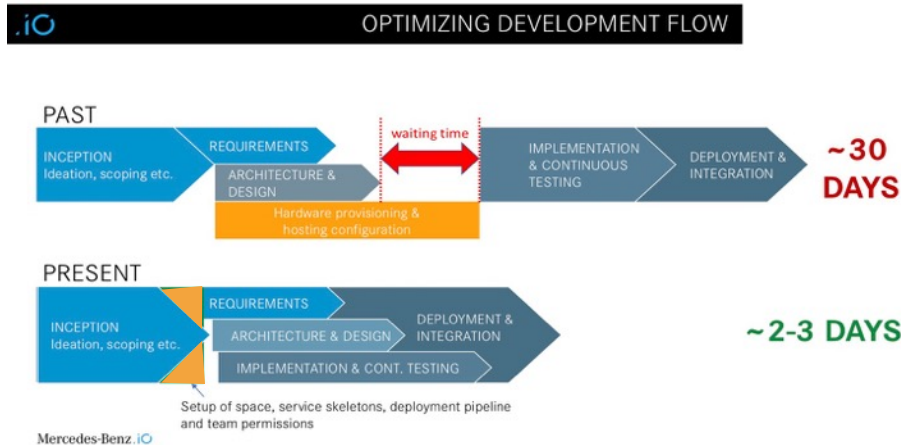 .iO
OPTIMIZING DEVELOPMENT FLOW
PAST
INCEPTION
Ideation, scoping etc.
REQUIREMENTS
ARCHITECTURE &
DESIGN
waiting time
Hardware provisioning &
hosting configuration
IMPLEMENTATION
& CONTINUOUS
TESTING
DEPLOYMENT &
INTEGRATION
~30
DAYS
PRESENT
INCEPTION
Ideation, scoping etc.
REQUIREMENTS
ARCHITECTURE & DESIGN
IMPLEMENTATION & CONT. TESTING
DEPLOYMENT &
INTEGRATION
~2-3 DAYS
Setup of space, service skeletons, deployment pipeline
and team permissions
Mercedes-Benz.iO